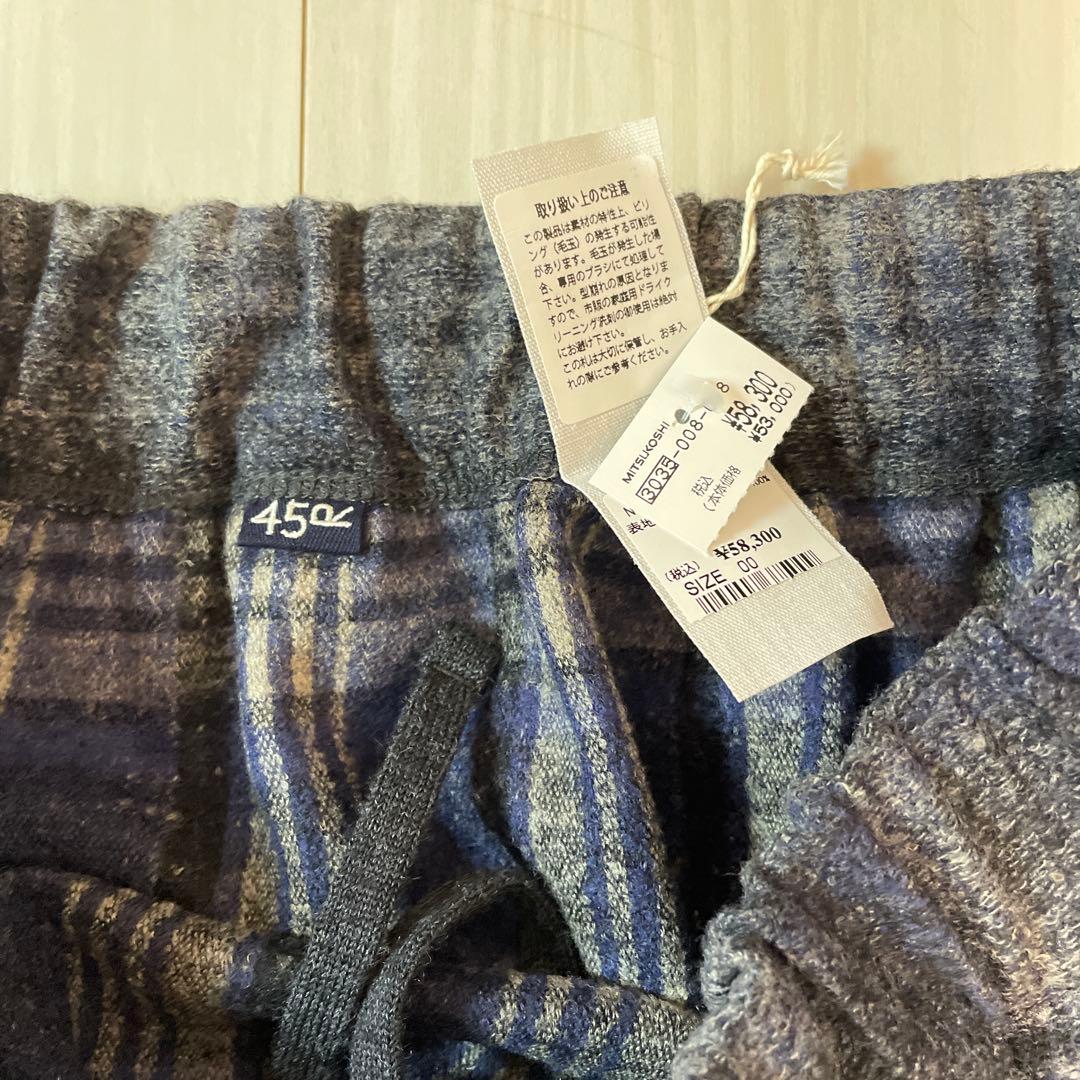 取り扱い上のご注意
この製品は素材の特性上、ピリ
ング（毛玉）の発生する可能性
があります。毛玉が発生した場
合、専用のブラシにて処理して
下さい。型崩れの原因となりま
すので、市販の家庭用ドライク
リーニング洗剤の御使用は絶対
にお避け下さい。
この札は大切に保管し、お手入
れの際にご参考ください。
MITSUKOSHI
3035-008-
8
税込 ¥58,300
(本体価格 ¥53,000)
表地
(税込) ¥58,300
SIZE 00
45R